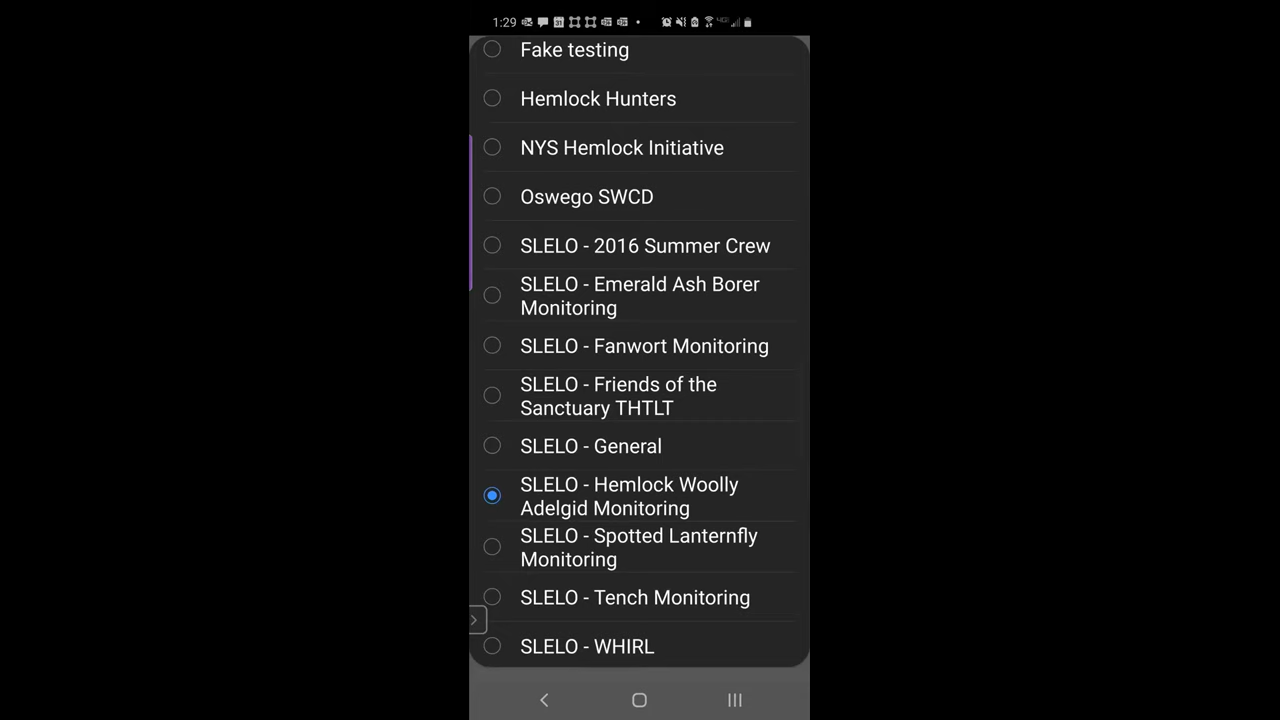 1:29
Fake testing
Hemlock Hunters
NYS Hemlock Initiative
Oswego SWCD
SLELO - 2016 Summer Crew
SLELO - Emerald Ash Borer
Monitoring
SLELO - Fanwort Monitoring
SLELO - Friends of the
Sanctuary THTLT
SLELO - General
SLELO - Hemlock Woolly
Adelgid Monitoring
SLELO - Spotted Lanternfly
Monitoring
SLELO - Tench Monitoring
SLELO - WHIRL